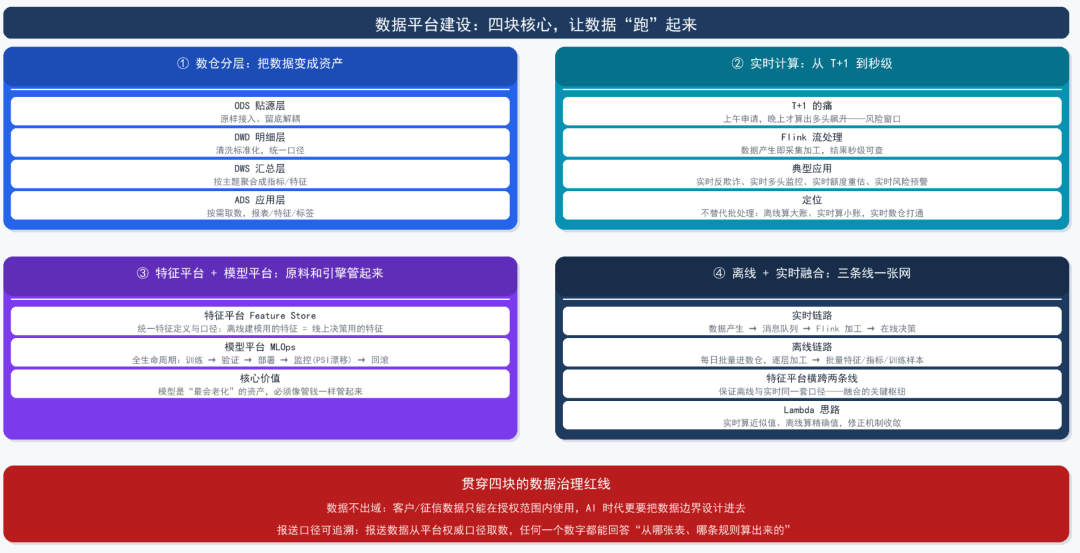 数据平台建设：四块核心，让数据“跑”起来
① 数仓分层：把数据变成资产
ODS 贴源层
原样接入、留底解耦
DWD 明细层
清洗标准化，统一口径
DWS 汇总层
按主题聚合成指标/特征
ADS 应用层
按需取数，报表/特征/标签
② 实时计算：从 T+1 到秒级
T+1 的痛
上午申请，晚上才算出多头飙升——风险窗口
Flink 流处理
数据产生即采集加工，结果秒级可查
典型应用
实时反欺诈、实时多头监控、实时额度重估、实时风险预警
定位
不替代批处理：离线算大账、实时算小账，实时数仓打通
③ 特征平台 + 模型平台：原料和引擎管起来
特征平台 Feature Store
统一特征定义与口径：离线建模用的特征 = 线上决策用的特征
模型平台 MLOps
全生命周期：训练 → 验证 → 部署 → 监控(PSI漂移) → 回滚
核心价值
模型是“最会老化”的资产，必须像管钱一样管起来
④ 离线 + 实时融合：三条线一张网
实时链路
数据产生 → 消息队列 → Flink 加工 → 在线决策
离线链路
每日批量进数仓，逐层加工 → 批量特征/指标/训练样本
特征平台横跨两条线
保证离线与实时同一套口径——融合的关键枢纽
Lambda 思路
实时算近似值、离线算精确值，修正机制收敛
贯穿四块的数据治理红线
数据不出域：客户/征信数据只能在授权范围内使用，AI 时代更要把数据边界设计进去
报送口径可追溯：报送数据从平台权威口径取数，任何一个数字都能回答“从哪张表、哪条规则算出来的”